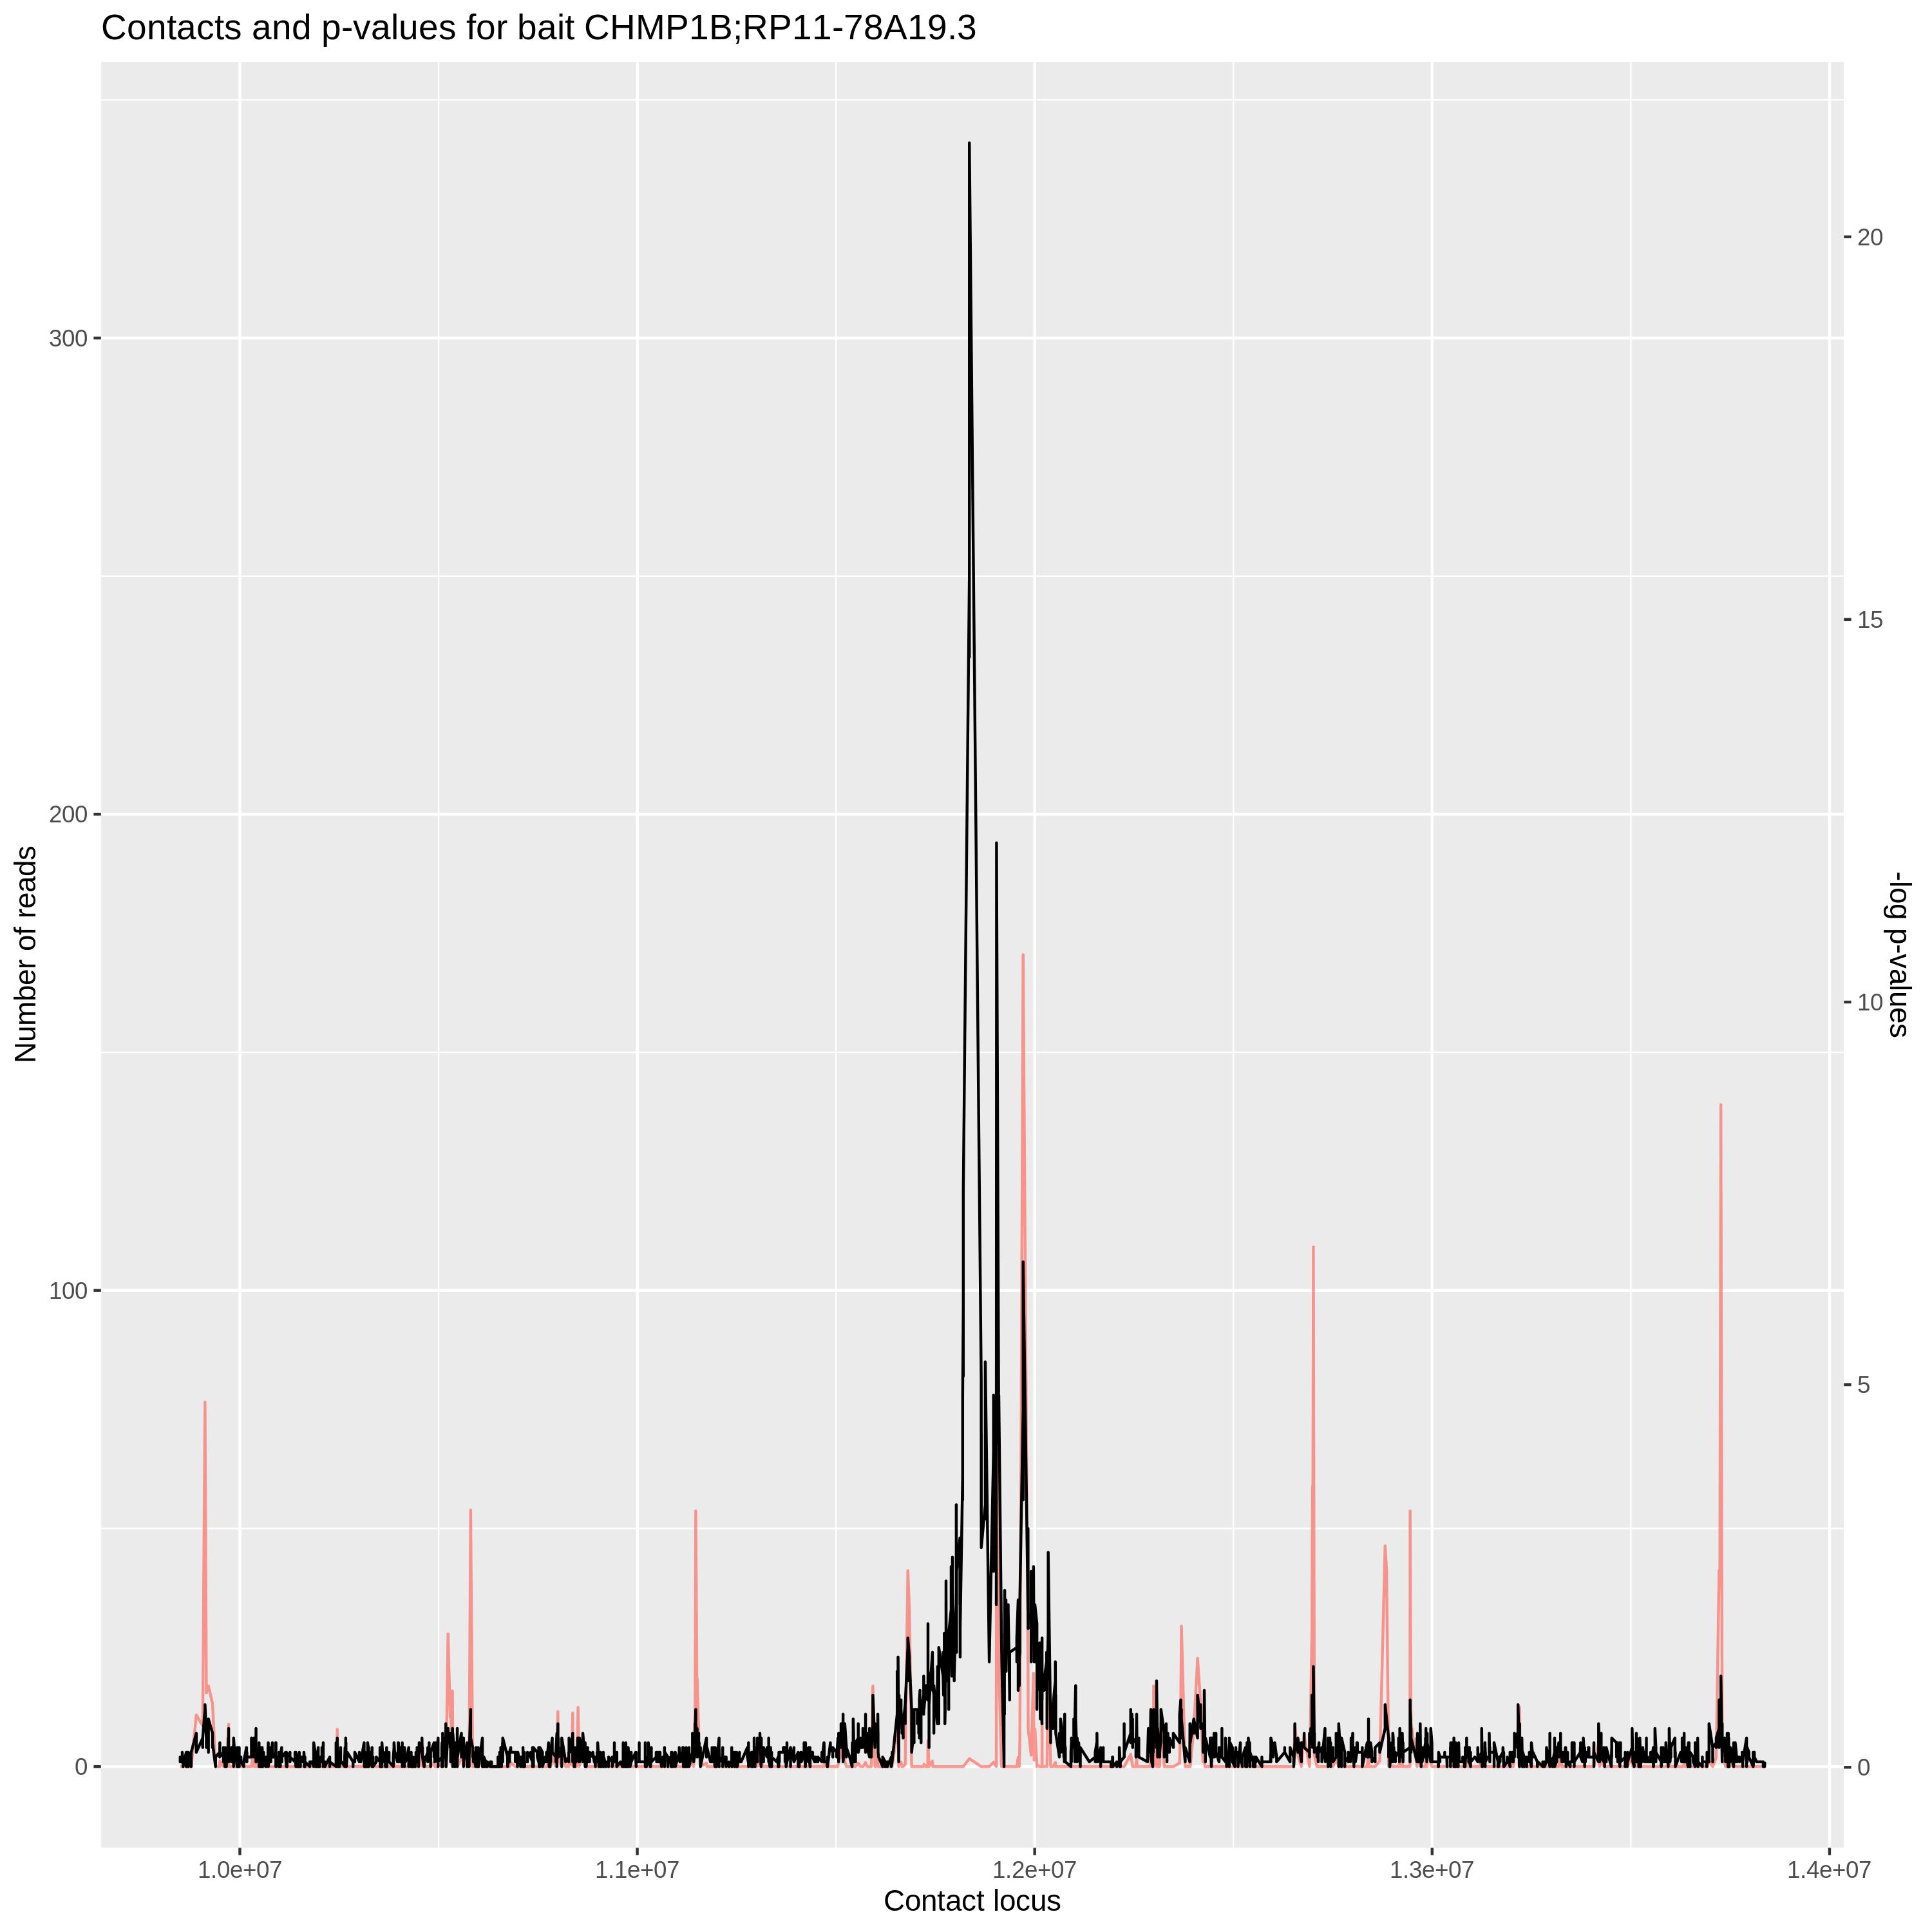 Contacts and p-values for bait CHMP1B;RP11-78A19.3
300
200
100
0
Number of reads
20
15
10
5
0
-log p-values
1.0e+07
1.1e+07
1.2e+07
1.3e+07
1.4e+07
Contact locus